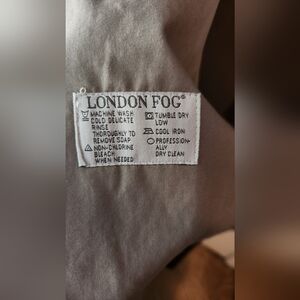 LONDON FOG®
MACHINE WASH
COLD DELICATE
RINSE
THOROUGHLY TO
REMOVE SOAP
NON-CHLORINE
BLEACH
WHEN NEEDED
TUMBLE DRY
LOW
COOL IRON
PROFESSION-
ALLY
DRY CLEAN